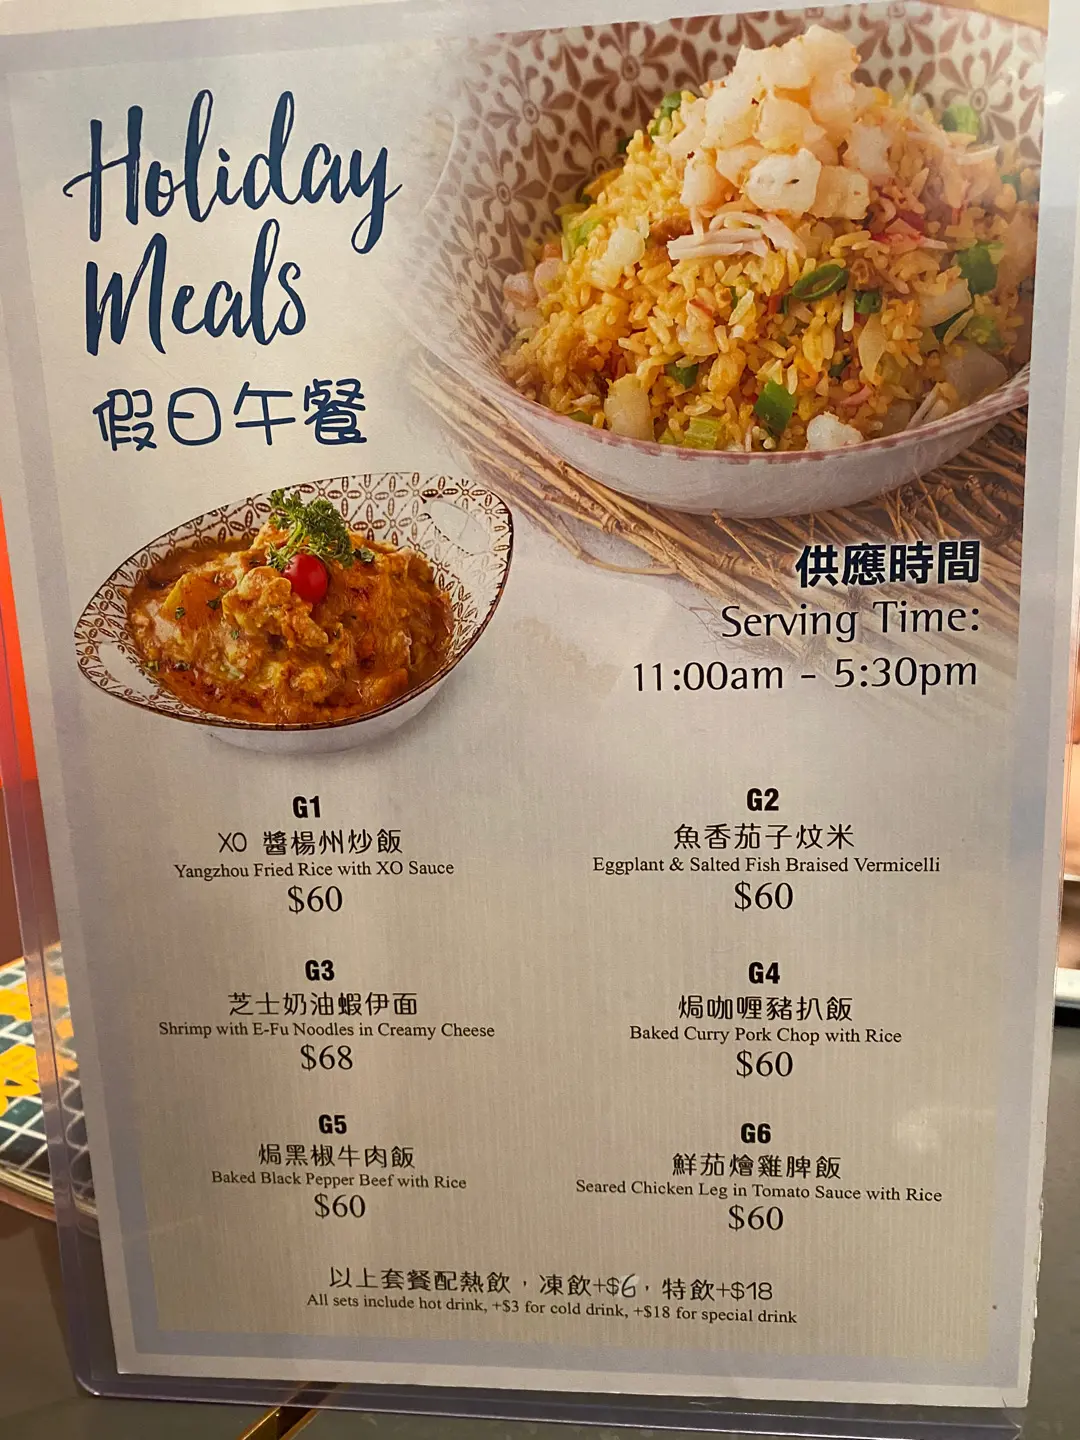 Holiday
Meals
假日午餐
供應時間
Serving Time:
11:00am - 5:30pm
G1
XO 醬楊州炒飯
Yangzhou Fried Rice with XO Sauce
$60
G2
魚香茄子炆米
Eggplant & Salted Fish Braised Vermicelli
$60
G3
芝士奶油蝦伊面
Shrimp with E-Fu Noodles in Creamy Cheese
$68
G4
焗咖喱豬扒飯
Baked Curry Pork Chop with Rice
$60
G5
焗黑椒牛肉飯
Baked Black Pepper Beef with Rice
$60
G6
鮮茄燴雞脾飯
Seared Chicken Leg in Tomato Sauce with Rice
$60
以上套餐配熱飲，凍飲+$6，特飲+$18
All sets include hot drink, +$3 for cold drink, +$18 for special drink